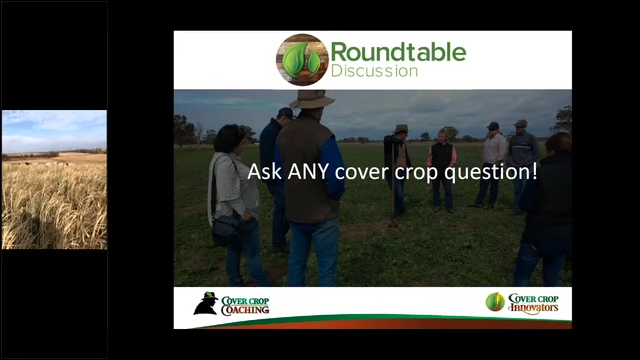 Roundtable
Discussion
Ask ANY cover crop question!
COVER CROP
COACHING
COVER CROP
Innovators